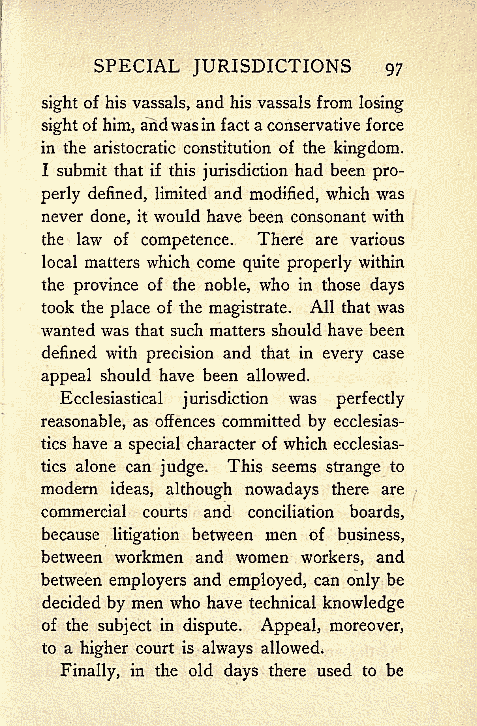 SPECIAL JURISDICTIONS 97
sight of his vassals, and his vassals from losing
sight of him, and was in fact a conservative force
in the aristocratic constitution of the kingdom.
I submit that if this jurisdiction had been pro-
perly defined, limited and modified, which was
never done, it would have been consonant with
the law of competence. There are various
local matters which come quite properly within
the province of the noble, who in those days
took the place of the magistrate. All that was
wanted was that such matters should have been
defined with precision and that in every case
appeal should have been allowed.
Ecclesiastical jurisdiction was perfectly
reasonable, as offences committed by ecclesias-
tics have a special character of which ecclesias-
tics alone can judge. This seems strange to
modern ideas, although nowadays there are
commercial courts and conciliation boards,
because litigation between men of business,
between workmen and women workers, and
between employers and employed, can only be
decided by men who have technical knowledge
of the subject in dispute. Appeal, moreover,
to a higher court is always allowed.
Finally, in the old days there used to be